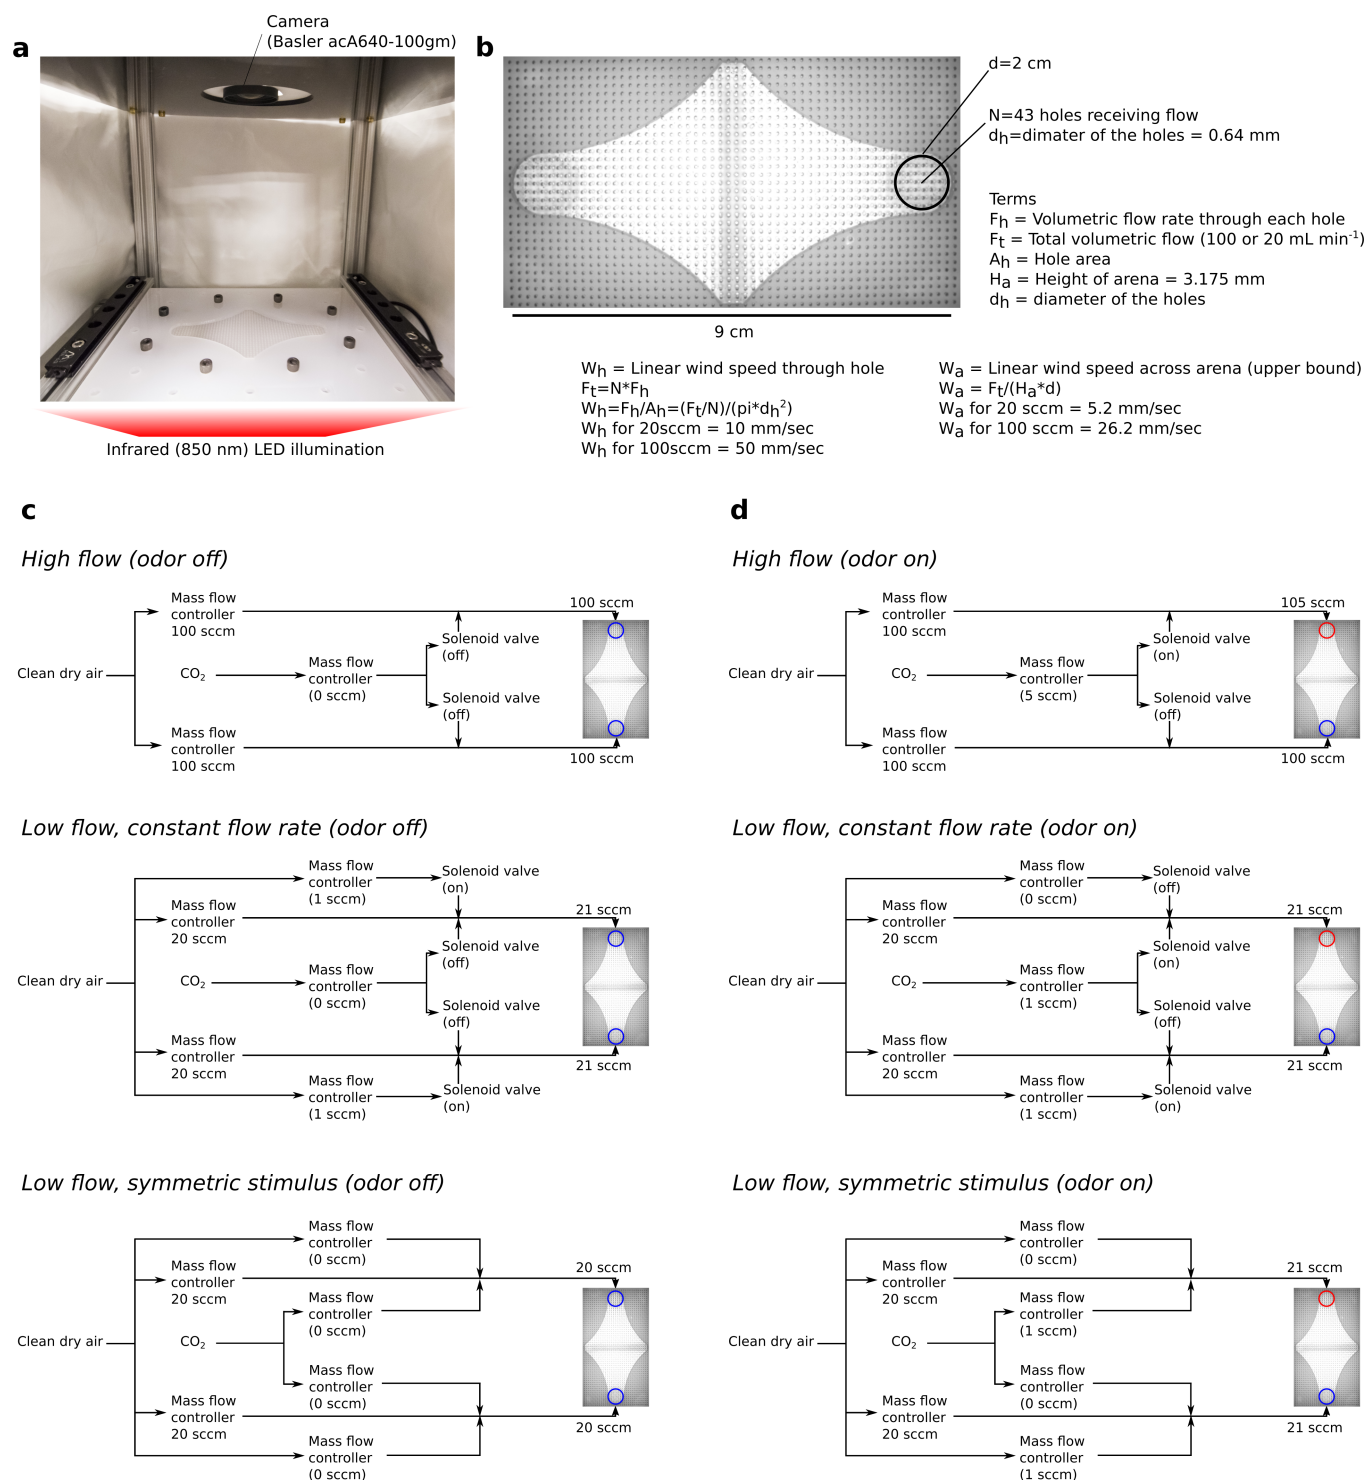 Camera
(Basler acA640-100gm)
a
b
d=2 cm
N=43 holes receiving flow
dh=dimater of the holes = 0.64 mm
Terms
Fh = Volumetric flow rate through each hole
Ft = Total volumetric flow (100 or 20 mL min-1)
Ah = Hole area
Ha = Height of arena = 3.175 mm
dh = diameter of the holes
9 cm
Infrared (850 nm) LED illumination
Wh = Linear wind speed through hole
Ft=N*Fh
Wh=Fh/Ah=(Ft/N)/(pi*dh2)
Wh for 20sccm = 10 mm/sec
Wh for 100sccm = 50 mm/sec
Wa = Linear wind speed across arena (upper bound)
Wa = Ft/(Ha*d)
Wa for 20 sccm = 5.2 mm/sec
Wa for 100 sccm = 26.2 mm/sec
c
High flow (odor off)
Mass flow
controller
100 sccm
100 sccm
Solenoid valve
(off)
Clean dry air
CO2
Mass flow
controller
(0 sccm)
Solenoid valve
(off)
Mass flow
controller
100 sccm
100 sccm
Low flow, constant flow rate (odor off)
Mass flow
controller
(1 sccm)
Solenoid valve
(on)
Mass flow
controller
20 sccm
21 sccm
Solenoid valve
(off)
Clean dry air
CO2
Mass flow
controller
(0 sccm)
Solenoid valve
(off)
Mass flow
controller
20 sccm
21 sccm
Mass flow
controller
(1 sccm)
Solenoid valve
(on)
Low flow, symmetric stimulus (odor off)
Mass flow
controller
(0 sccm)
Mass flow
controller
20 sccm
20 sccm
Mass flow
controller
(0 sccm)
Clean dry air
CO2
Mass flow
controller
(0 sccm)
Mass flow
controller
20 sccm
20 sccm
Mass flow
controller
(0 sccm)
d
High flow (odor on)
Mass flow
controller
100 sccm
105 sccm
Solenoid valve
(on)
Clean dry air
CO2
Mass flow
controller
(5 sccm)
Solenoid valve
(off)
Mass flow
controller
100 sccm
100 sccm
Low flow, constant flow rate (odor on)
Mass flow
controller
(0 sccm)
Solenoid valve
(off)
Mass flow
controller
20 sccm
21 sccm
Solenoid valve
(on)
Clean dry air
CO2
Mass flow
controller
(1 sccm)
Solenoid valve
(off)
Mass flow
controller
20 sccm
21 sccm
Mass flow
controller
(1 sccm)
Solenoid valve
(on)
Low flow, symmetric stimulus (odor on)
Mass flow
controller
(0 sccm)
Mass flow
controller
20 sccm
21 sccm
Mass flow
controller
(1 sccm)
Clean dry air
CO2
Mass flow
controller
(0 sccm)
Mass flow
controller
20 sccm
21 sccm
Mass flow
controller
(1 sccm)